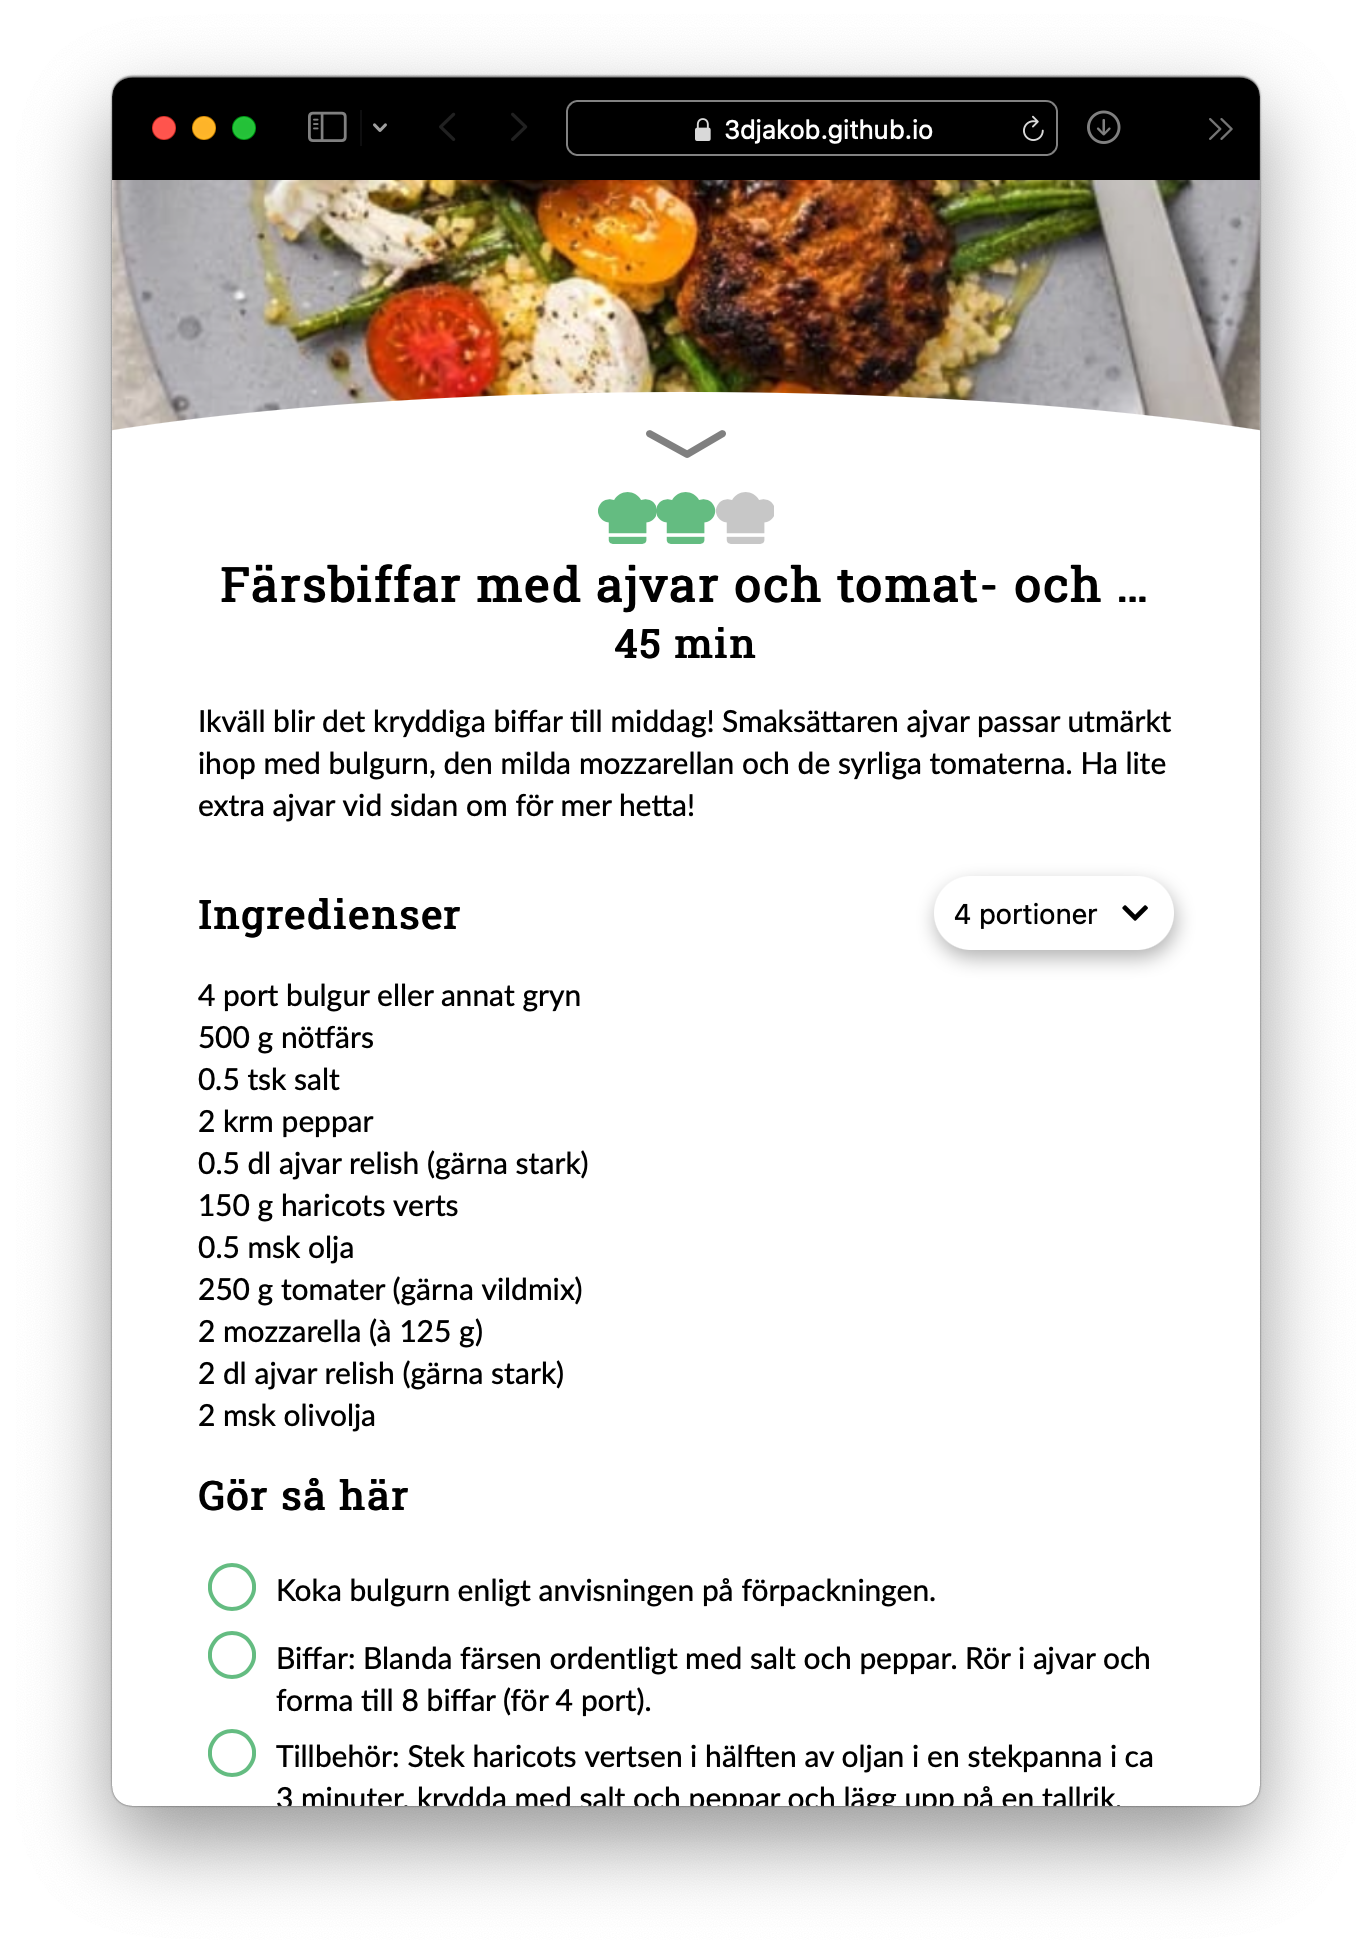 3djakob.github.io
Färsbiffar med ajvar och tomat- och ...
45 min
Ikväll blir det kryddiga biffar till middag! Smaksättaren ajvar passar utmärkt
ihop med bulgurn, den milda mozzarellan och de syrliga tomaterna. Ha lite
extra ajvar vid sidan om för mer hetta!
Ingredienser
4 portioner
4 port bulgur eller annat gryn
500 g nötfärs
0.5 tsk salt
2 krm peppar
0.5 dl ajvar relish (gärna stark)
150 g haricots verts
0.5 msk olja
250 g tomater (gärna vildmix)
2 mozzarella (à 125 g)
2 dl ajvar relish (gärna stark)
2 msk olivolja
Gör så här
Koka bulgurn enligt anvisningen på förpackningen.
Biffar: Blanda färsen ordentligt med salt och peppar. Rör i ajvar och
forma till 8 biffar (för 4 port).
Tillbehör: Stek haricots vertsen i hälften av oljan i en stekpanna i ca
3 minuter, krydda med salt och peppar och lägg upp på en tallrik.